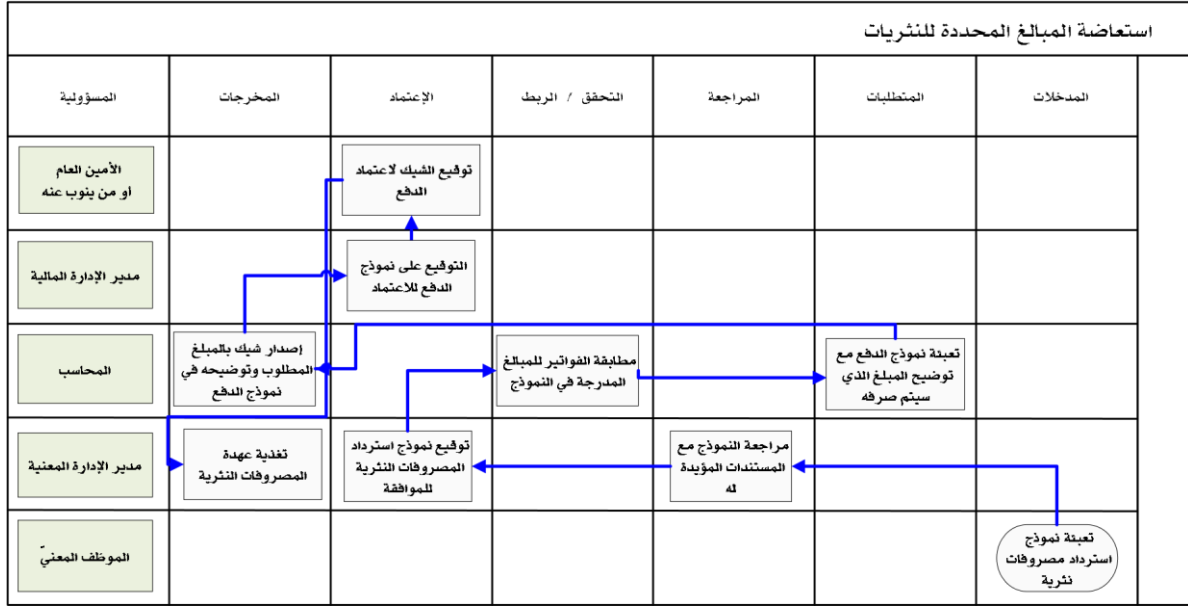 استعاضة المبالغ المحددة للنثريات
المدخلات
المتطلبات
المراجعة
التحقق / الربط
الإعتماد
المخرجات
المسؤولية
توقيع الشيك لاعتماد
الدفع
الأمين العام
أو من ينوب عنه
التوقيع على نموذج
الدفع للاعتماد
مدير الإدارة المالية
تعبئة نموذج الدفع مع
توضيح المبلغ الذي
سيتم صرفه
مطابقة الفواتير للمبالغ
المدرجة في النموذج
إصدار شيك بالمبلغ
المطلوب وتوضيحه في
نموذج الدفع
المحاسب
مراجعة النموذج مع
المستندات المؤيدة
له
توقيع نموذج استرداد
المصروفات النثرية
للموافقة
تغذية عهدة
المصروفات النثرية
مدير الإدارة المعنية
تعبئة نموذج
استرداد مصروفات
نثرية
الموظف المعنيّ